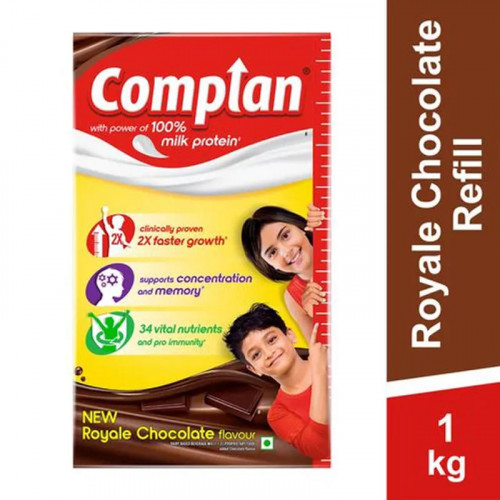 Complan®
with power of 100%
milk protein◊
2X
clinically proven
2X faster growth*
supports concentration
and memory*
34 vital nutrients
and pro immunity*
NEW
Royale Chocolate flavour
Royale Chocolate
Refill
1
kg